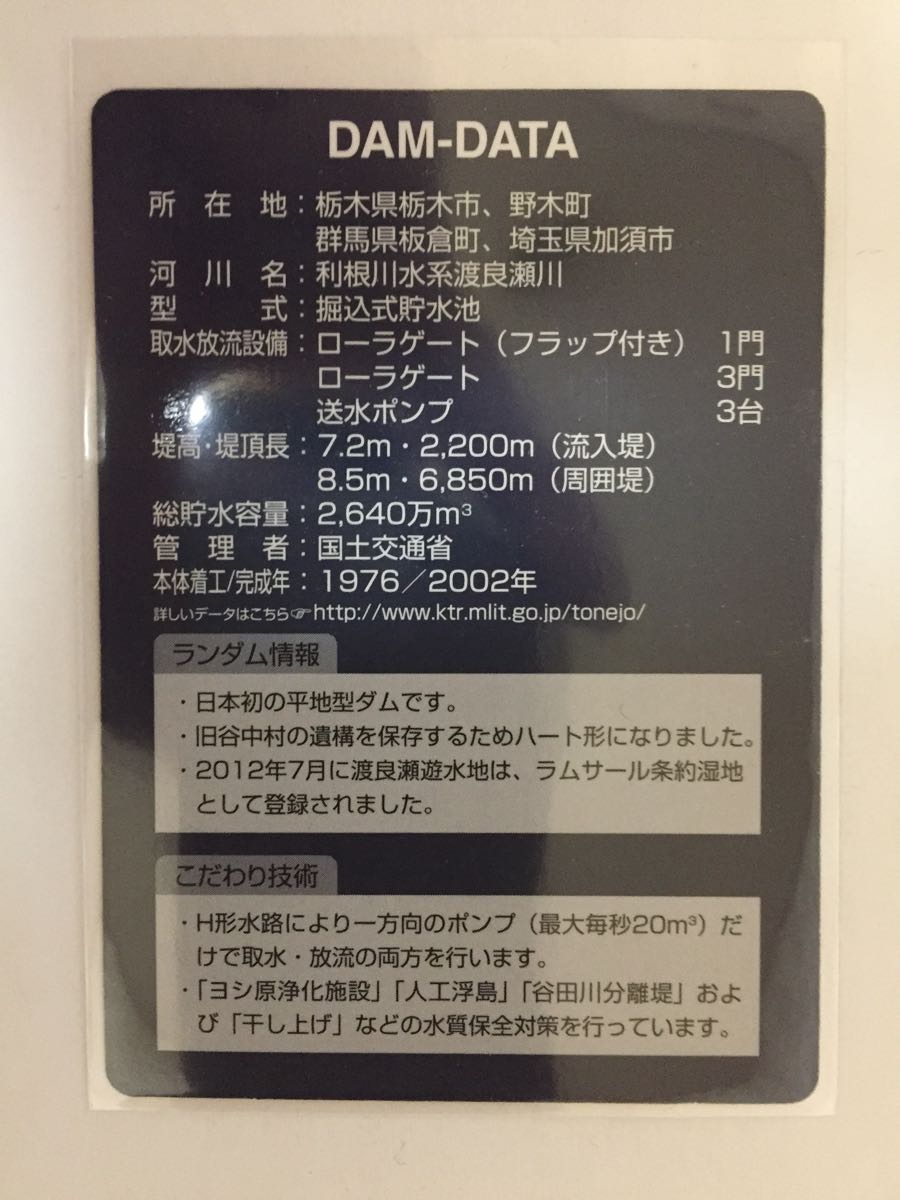 DAM-DATA
所在地：栃木県栃木市、野木町
群馬県板倉町、埼玉県加須市
河川名：利根川水系渡良瀬川
型式：掘込式貯水池
取水放流設備：ローラゲート（フラップ付き） 1門
ローラゲート 3門
送水ポンプ 3台
堤高・堤頂長：7.2m・2,200m（流入堤）
8.5m・6,850m（周囲堤）
総貯水容量：2,640万m³
管理者：国土交通省
本体着工/完成年：1976／2002年
詳しいデータはこちら☞http://www.ktr.mlit.go.jp/tonejo/
ランダム情報
・日本初の平地型ダムです。
・旧谷中村の遺構を保存するためハート形になりました。
・2012年7月に渡良瀬遊水地は、ラムサール条約湿地
として登録されました。
こだわり技術
・H形水路により一方向のポンプ（最大毎秒20m³）だ
けで取水・放流の両方を行います。
・「ヨシ原浄化施設」「人工浮島」「谷田川分離堤」およ
び「干し上げ」などの水質保全対策を行っています。